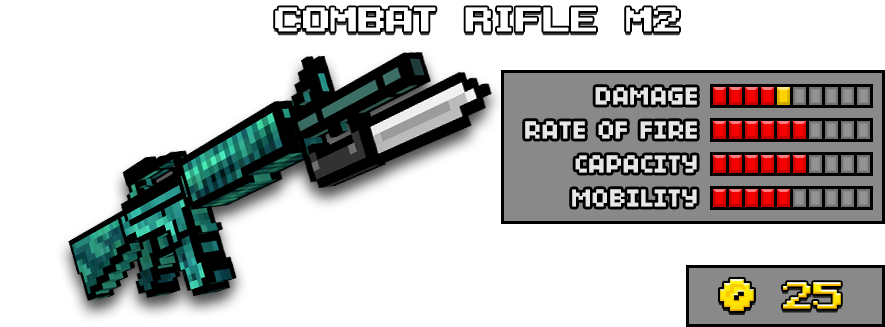 COMBAT RIFLE M2
DAMAGE
RATE OF FIRE
CAPACITY
MOBILITY
25